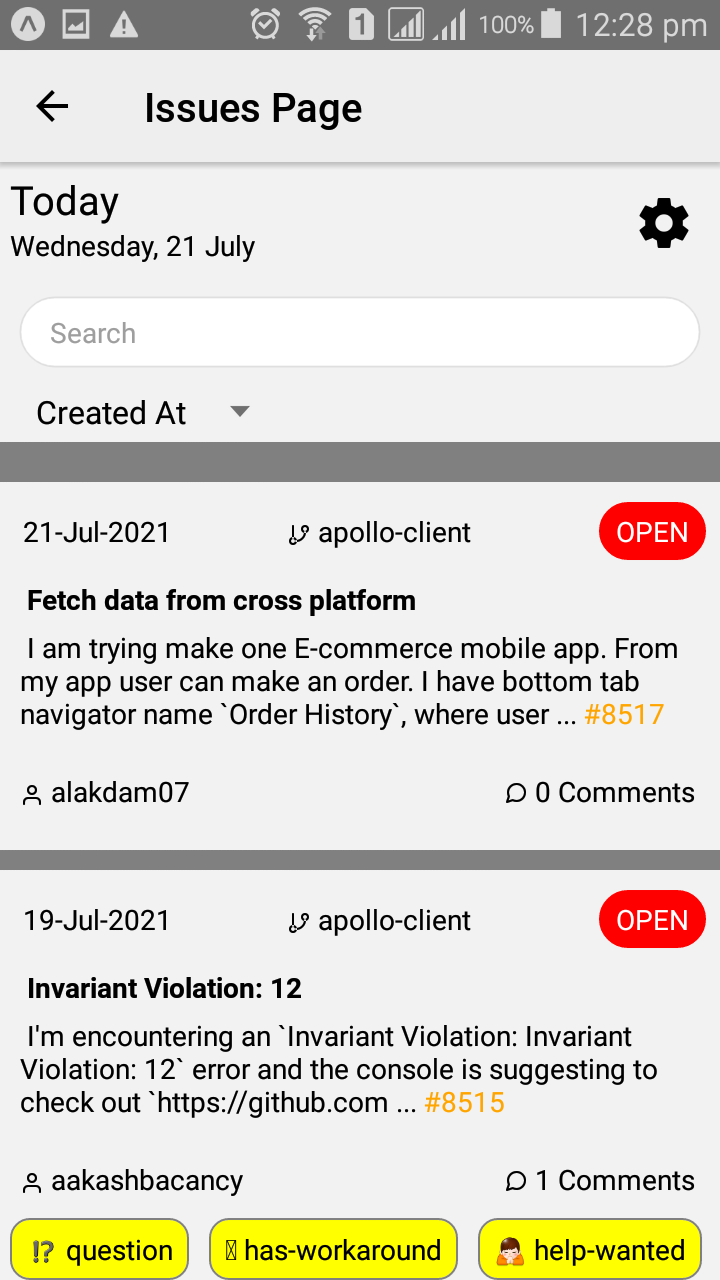 1 100% 12:28 pm
Issues Page
Today
Wednesday, 21 July
Search
Created At
21-Jul-2021 apollo-client OPEN
Fetch data from cross platform
I am trying make one E-commerce mobile app. From
my app user can make an order. I have bottom tab
navigator name `Order History`, where user ... #8517
alakdam07 0 Comments
19-Jul-2021 apollo-client OPEN
Invariant Violation: 12
I'm encountering an `Invariant Violation: Invariant
Violation: 12` error and the console is suggesting to
check out `https://github.com ... #8515
aakashbacancy 1 Comments
⁉ question has-workaround 🙏 help-wanted